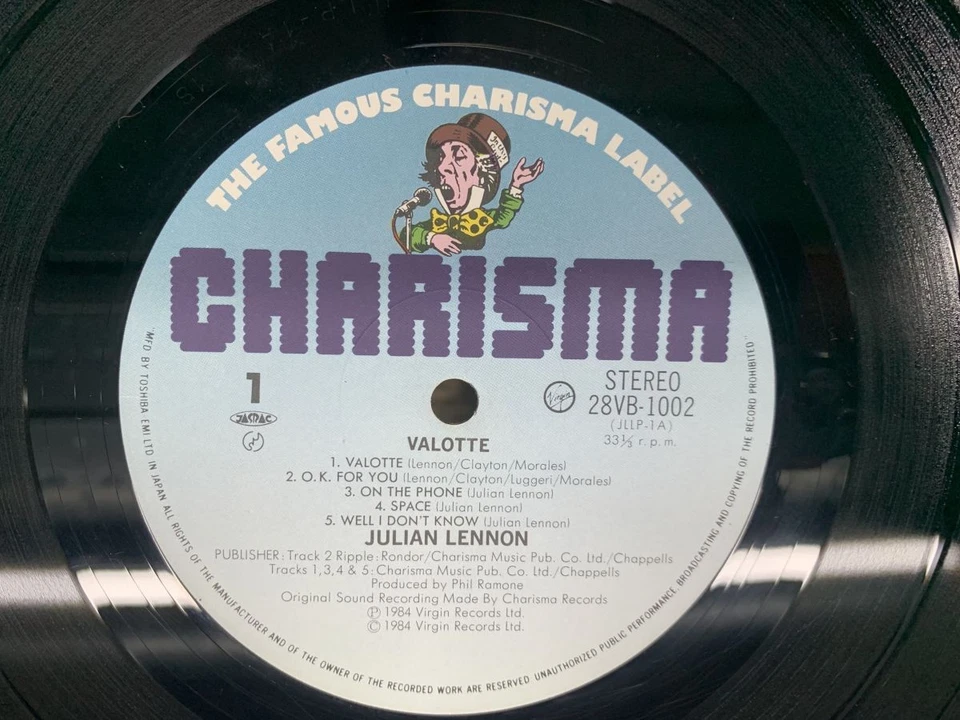 THE FAMOUS CHARISMA LABEL
CHARISMA
1
JASRAC
Virgin
STEREO
28VB-1002
(JLLP-1A)
33⅓ r.p.m.
VALOTTE
1. VALOTTE (Lennon/Clayton/Morales)
2. O.K. FOR YOU (Lennon/Clayton/Luggeri/Morales)
3. ON THE PHONE (Julian Lennon)
4. SPACE (Julian Lennon)
5. WELL I DON'T KNOW (Julian Lennon)
JULIAN LENNON
PUBLISHER: Track 2 Ripple: Rondor/Charisma Music Pub. Co. Ltd./Chappells
Tracks 1,3,4 & 5: Charisma Music Pub. Co. Ltd./Chappells
Produced by Phil Ramone
Original Sound Recording Made By Charisma Records
℗ 1984 Virgin Records Ltd.
© 1984 Virgin Records Ltd.
"MFD. BY TOSHIBA EMI LTD IN JAPAN ALL RIGHTS OF THE MANUFACTURER AND OF THE OWNER OF THE RECORDED WORK ARE RESERVED UNAUTHORIZED PUBLIC PERFORMANCE, BROADCASTING AND COPYING OF THE RECORD PROHIBITED"